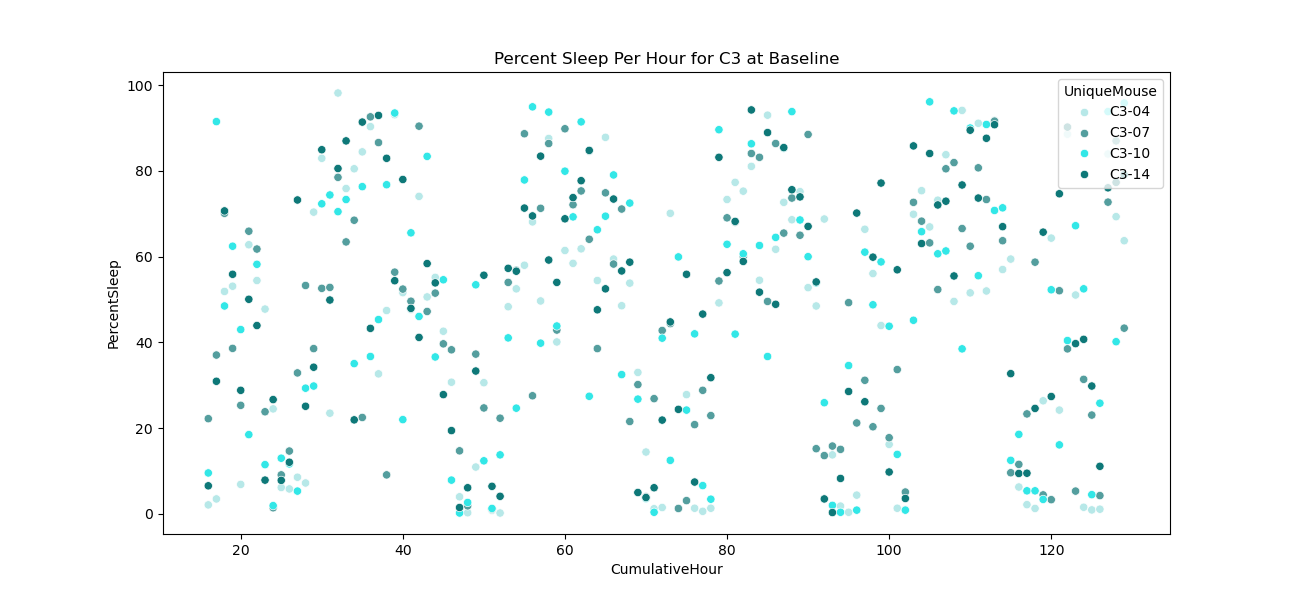 Percent Sleep Per Hour for C3 at Baseline
100
80
60
40
20
0
PercentSleep
UniqueMouse
C3-04
C3-07
C3-10
C3-14
20
40
60
80
100
120
CumulativeHour